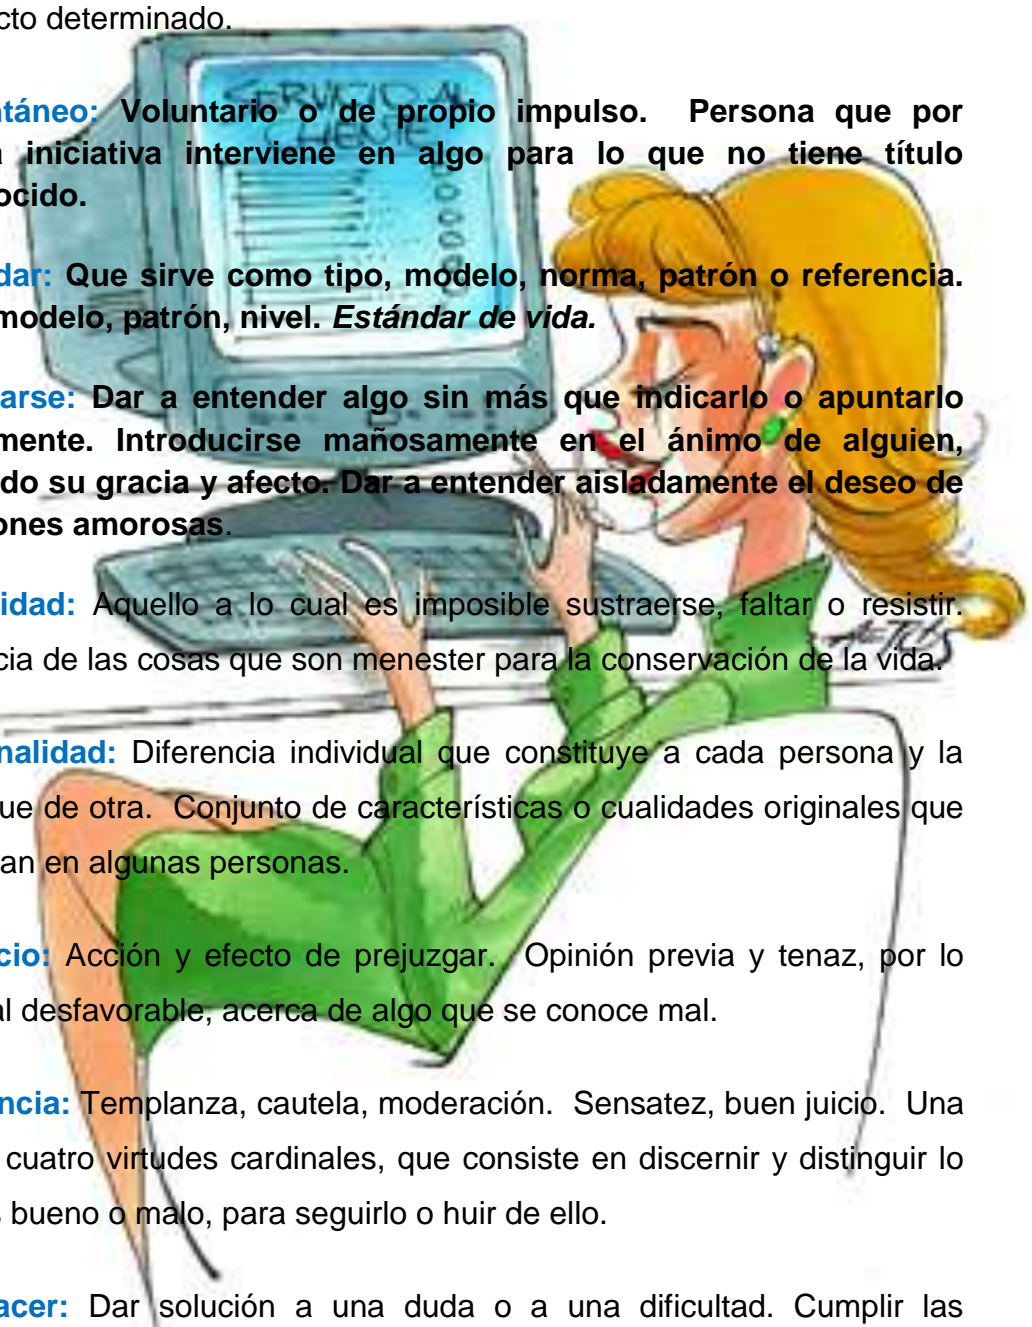 cto determinado.
ntáneo: Voluntario o de propio impulso. Persona que por
a iniciativa interviene en algo para lo que no tiene título
ocido.
dar: Que sirve como tipo, modelo, norma, patrón o referencia.
modelo, patrón, nivel. Estándar de vida.
arse: Dar a entender algo sin más que indicarlo o apuntarlo
mente. Introducirse mañosamente en el ánimo de alguien,
do su gracia y afecto. Dar a entender aisladamente el deseo de
ones amorosas.
idad: Aquello a lo cual es imposible sustraerse, faltar o resistir.
cia de las cosas que son menester para la conservación de la vida.
nalidad: Diferencia individual que constituye a cada persona y la
ue de otra. Conjunto de características o cualidades originales que
an en algunas personas.
cio: Acción y efecto de prejuzgar. Opinión previa y tenaz, por lo
al desfavorable, acerca de algo que se conoce mal.
ncia: Templanza, cautela, moderación. Sensatez, buen juicio. Una
cuatro virtudes cardinales, que consiste en discernir y distinguir lo
s bueno o malo, para seguirlo o huir de ello.
acer: Dar solución a una duda o a una dificultad. Cumplir las
SERVICIO AL
CLIENTE